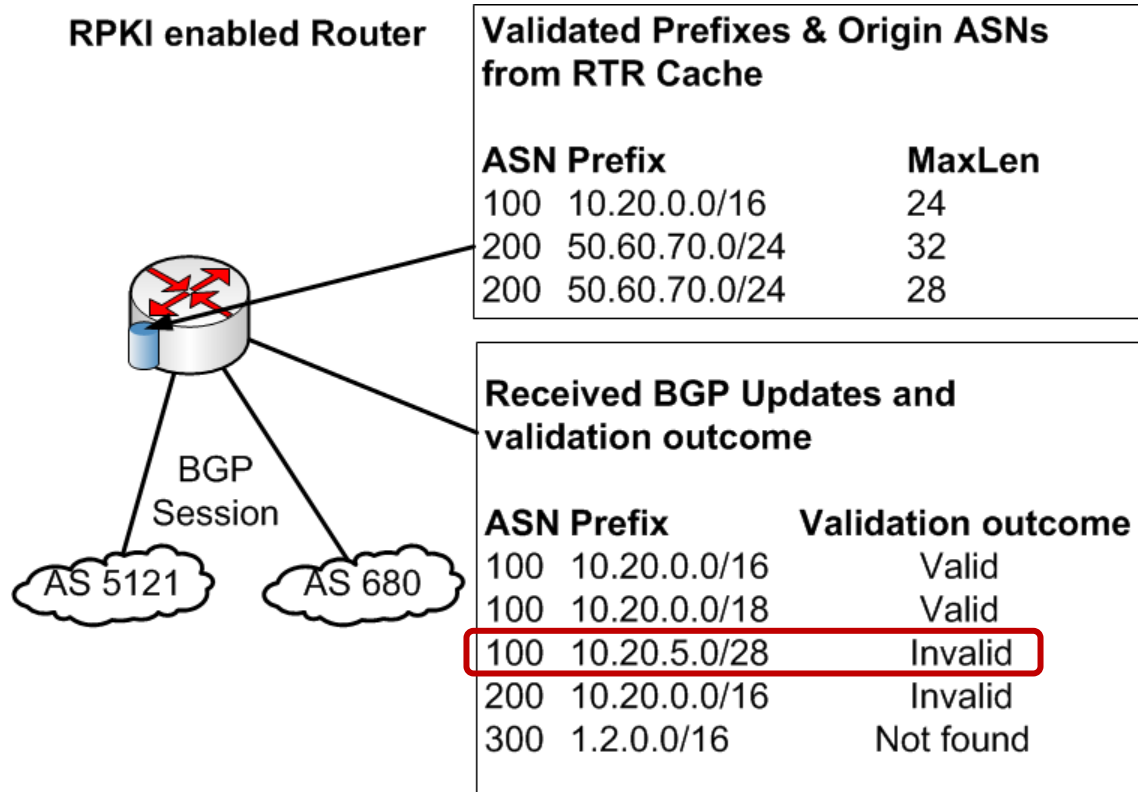 RPKI enabled Router
Validated Prefixes & Origin ASNs
from RTR Cache
ASN Prefix MaxLen
100 10.20.0.0/16 24
200 50.60.70.0/24 32
200 50.60.70.0/24 28
Received BGP Updates and
validation outcome
BGP
Session
AS 5121
AS 680
ASN Prefix Validation outcome
100 10.20.0.0/16 Valid
100 10.20.0.0/18 Valid
100 10.20.5.0/28 Invalid
200 10.20.0.0/16 Invalid
300 1.2.0.0/16 Not found